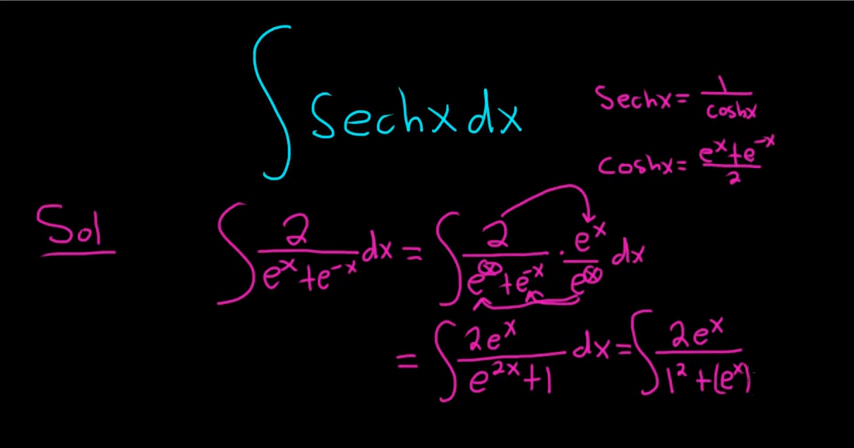 ∫ Sechx dx
Sechx = 1/coshx
Coshx = (e^x + e^-x)/2
Sol
∫ 2/(e^x + e^-x) dx = ∫ 2/(e^x + e^-x) · e^x/e^x dx
= ∫ 2e^x/(e^2x + 1) dx = ∫ 2e^x/(1^2 + (e^x)